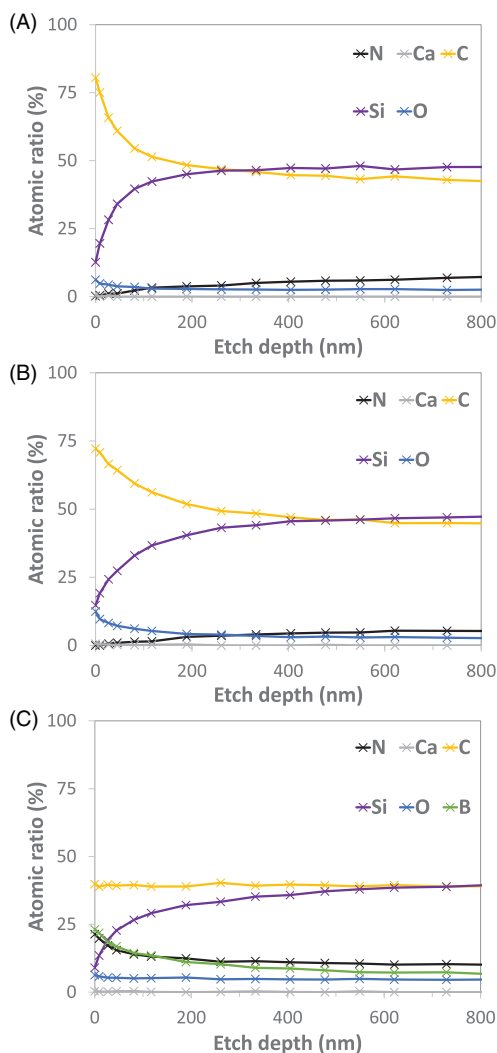 (A)
100
75
50
25
0
Atomic ratio (%)
N Ca C
Si O
0 200 400 600 800
Etch depth (nm)
(B)
100
75
50
25
0
Atomic ratio (%)
N Ca C
Si O
0 200 400 600 800
Etch depth (nm)
(C)
100
75
50
25
0
Atomic ratio (%)
N Ca C
Si O B
0 200 400 600 800
Etch depth (nm)